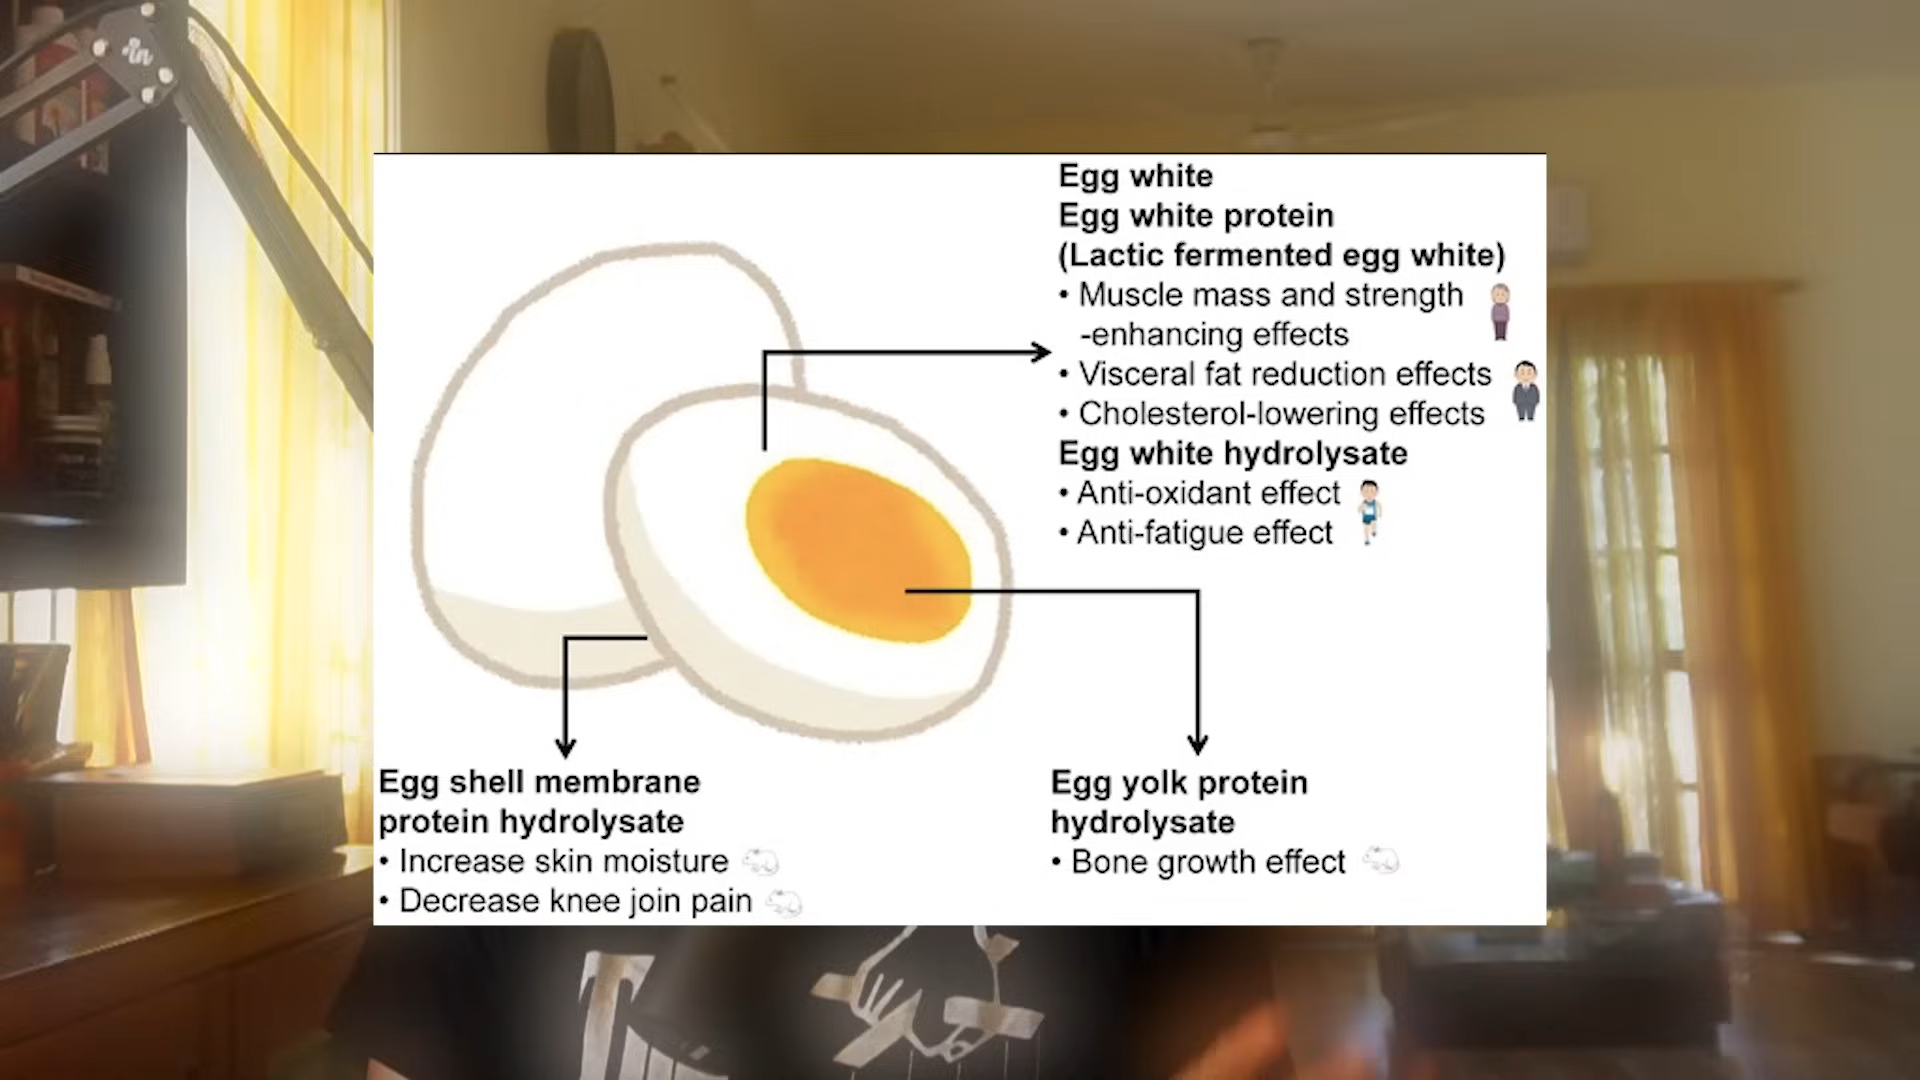 in
Egg white
Egg white protein
(Lactic fermented egg white)
• Muscle mass and strength
-enhancing effects
• Visceral fat reduction effects
• Cholesterol-lowering effects
Egg white hydrolysate
• Anti-oxidant effect
• Anti-fatigue effect
Egg shell membrane
protein hydrolysate
• Increase skin moisture
• Decrease knee join pain
Egg yolk protein
hydrolysate
• Bone growth effect